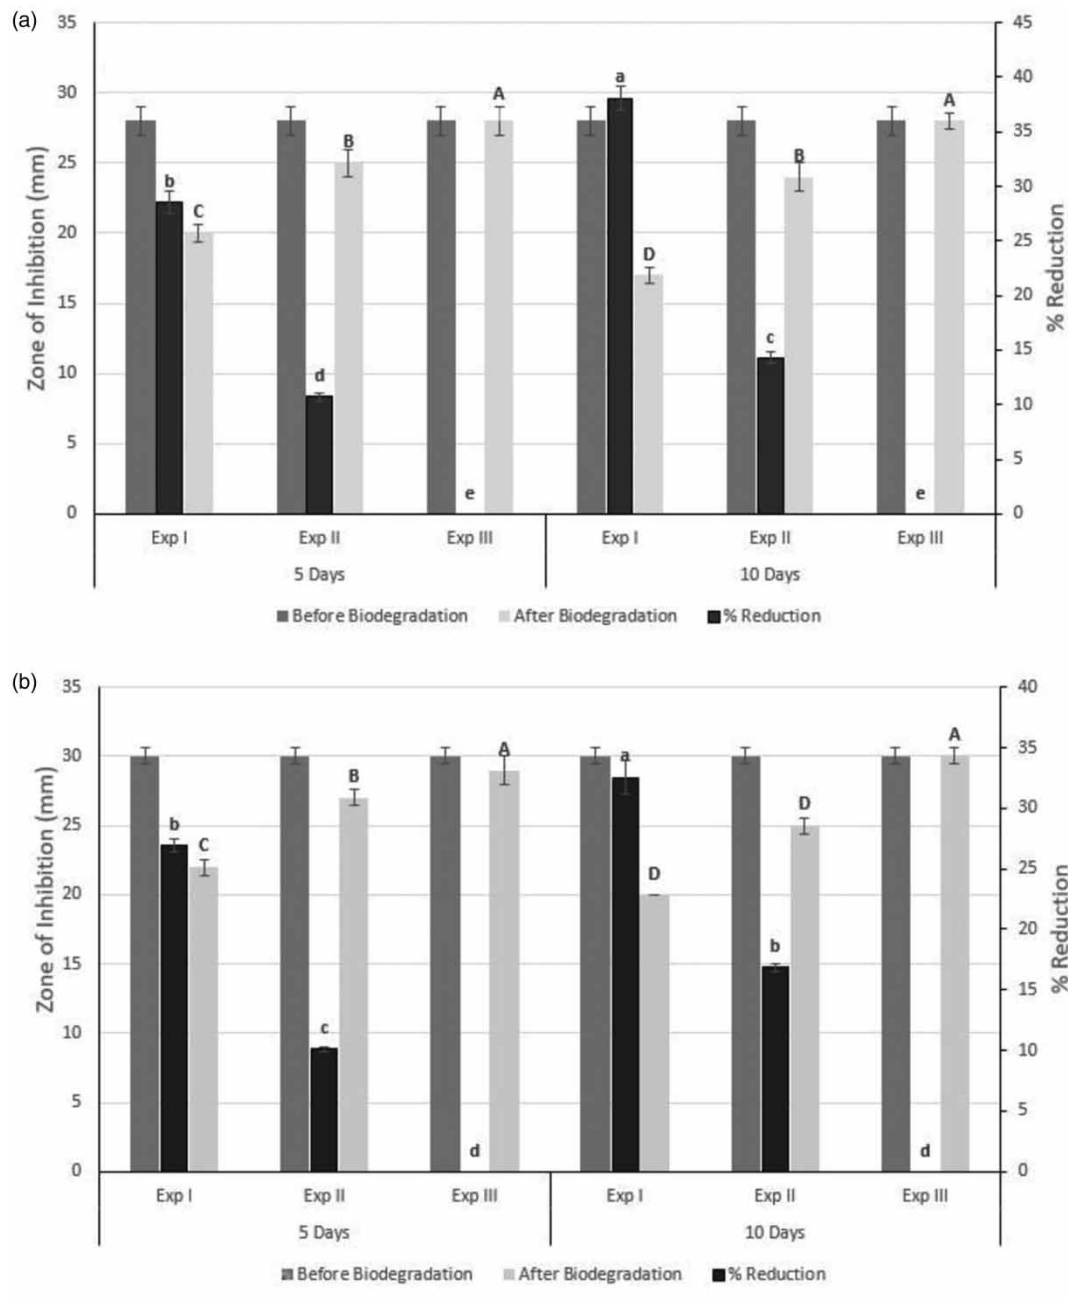 (a)
35
30
25
20
15
10
5
0
Zone of Inhibition (mm)
45
40
35
30
25
20
15
10
5
0
% Reduction
b
C
d
B
e
A
a
D
c
B
e
A
Exp I
Exp II
Exp III
Exp I
Exp II
Exp III
5 Days
10 Days
Before Biodegradation
After Biodegradation
% Reduction
(b)
35
30
25
20
15
10
5
0
Zone of Inhibition (mm)
40
35
30
25
20
15
10
5
0
% Reduction
b
C
c
B
d
A
a
D
b
D
d
A
Exp I
Exp II
Exp III
Exp I
Exp II
Exp III
5 Days
10 Days
Before Biodegradation
After Biodegradation
% Reduction